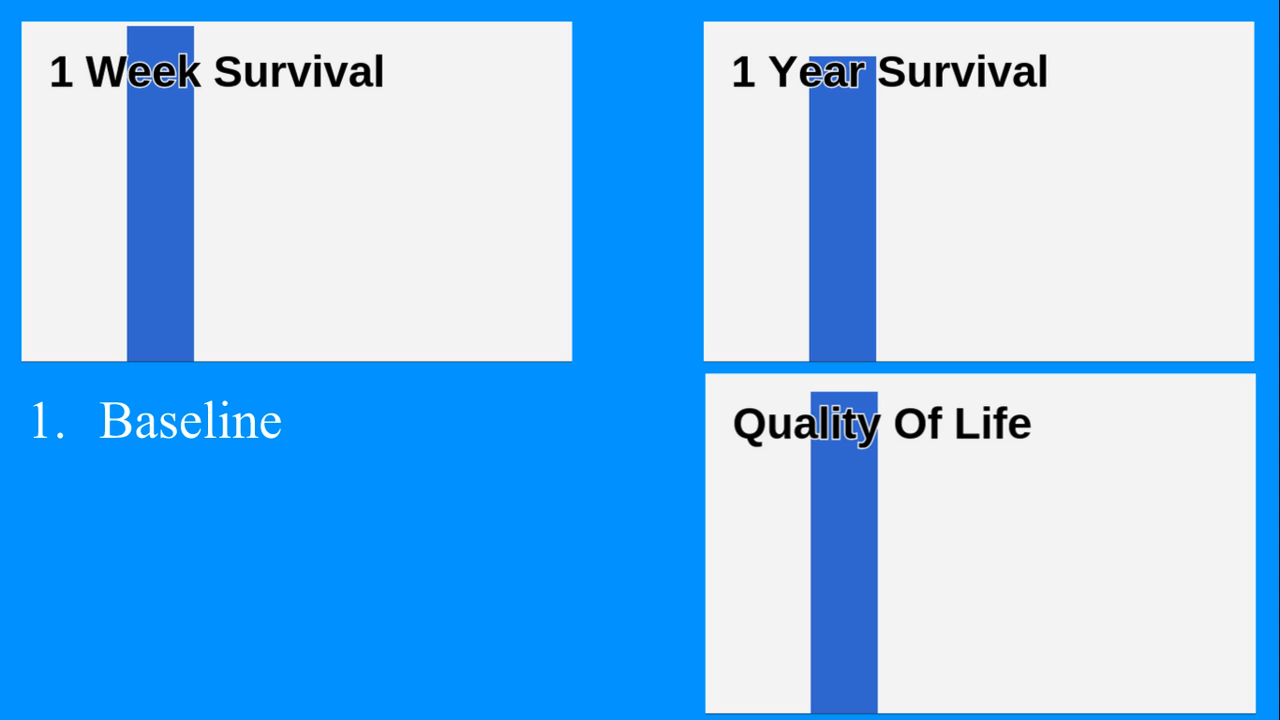 1 Week Survival
1 Year Survival
1. Baseline
Quality Of Life